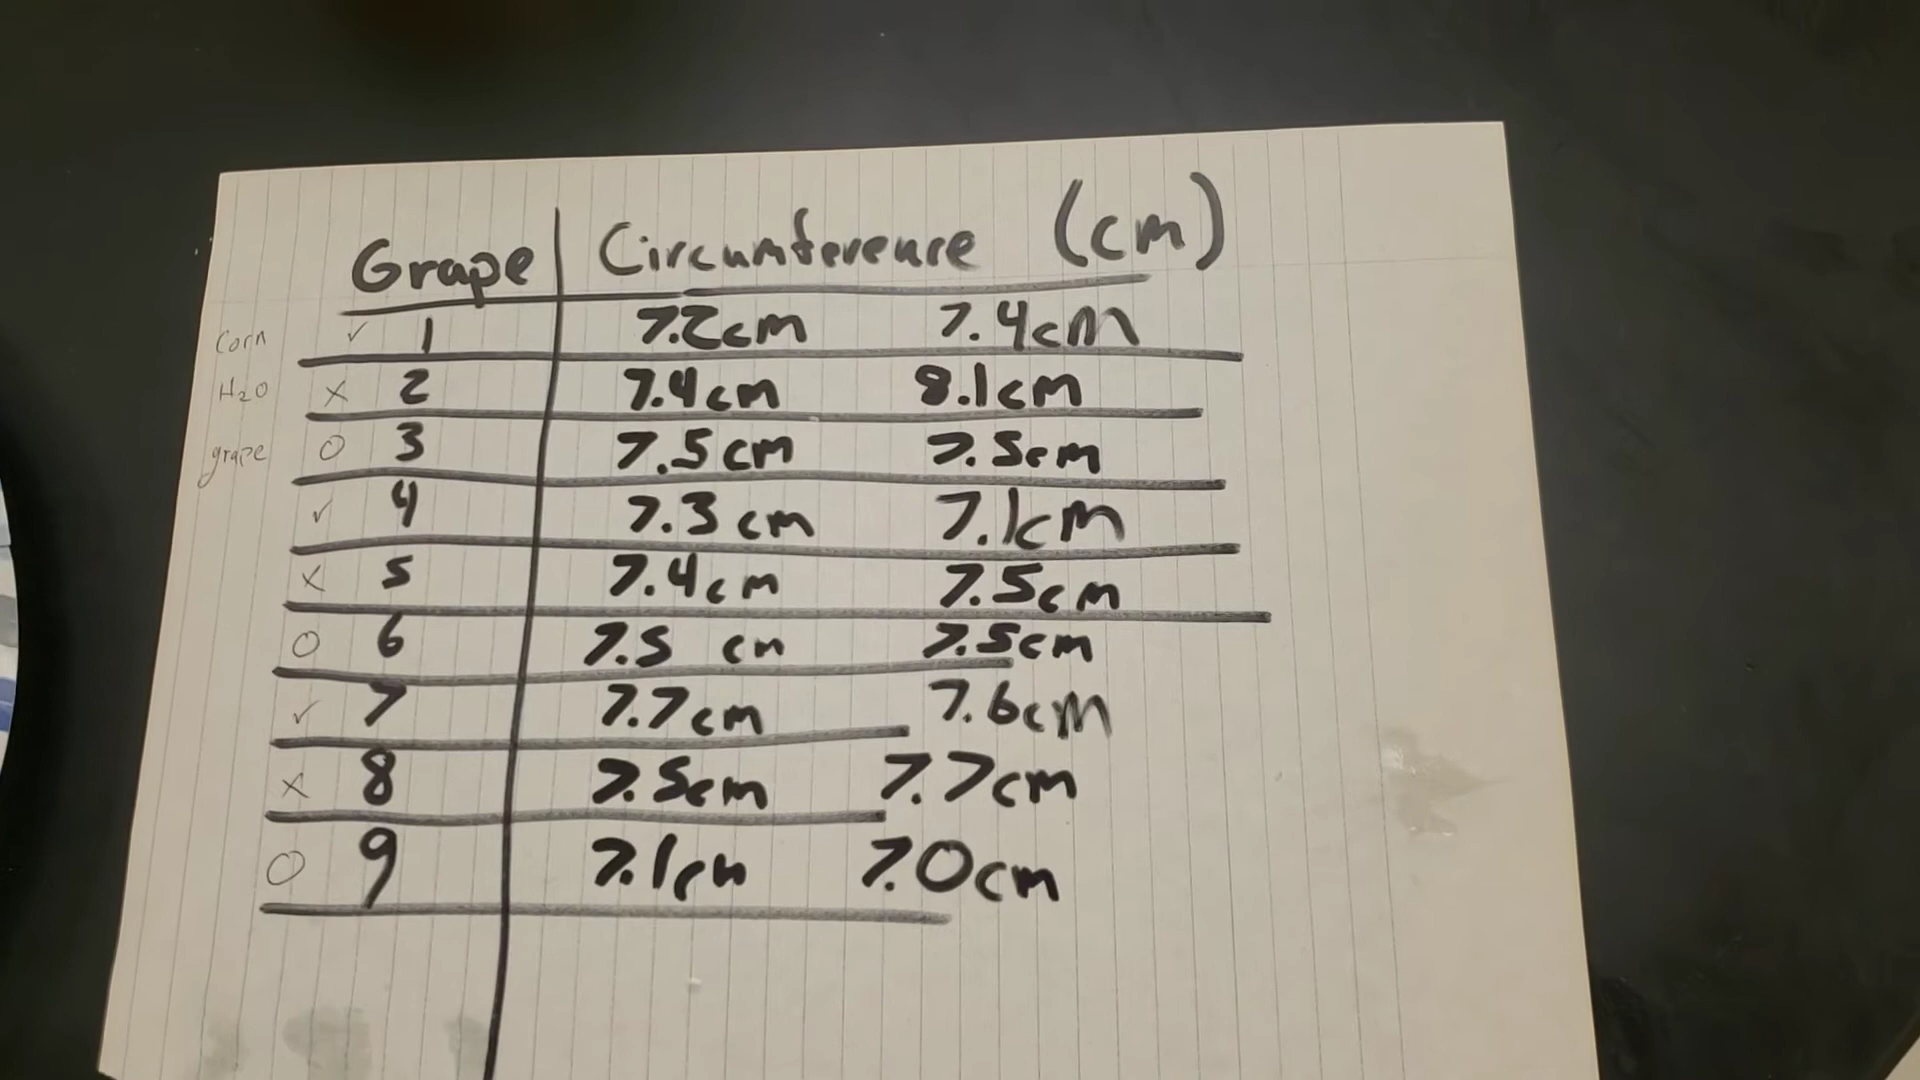 Grape Circumference (cm)
Corn ✓ 1 7.2cm 7.4cm
H2O x 2 7.4cm 8.1cm
grape O 3 7.5cm 7.5cm
✓ 4 7.3cm 7.1cm
x 5 7.4cm 7.5cm
O 6 7.5 cm 7.5cm
✓ 7 7.7cm 7.6cm
x 8 7.5cm 7.7cm
O 9 7.1cm 7.0cm